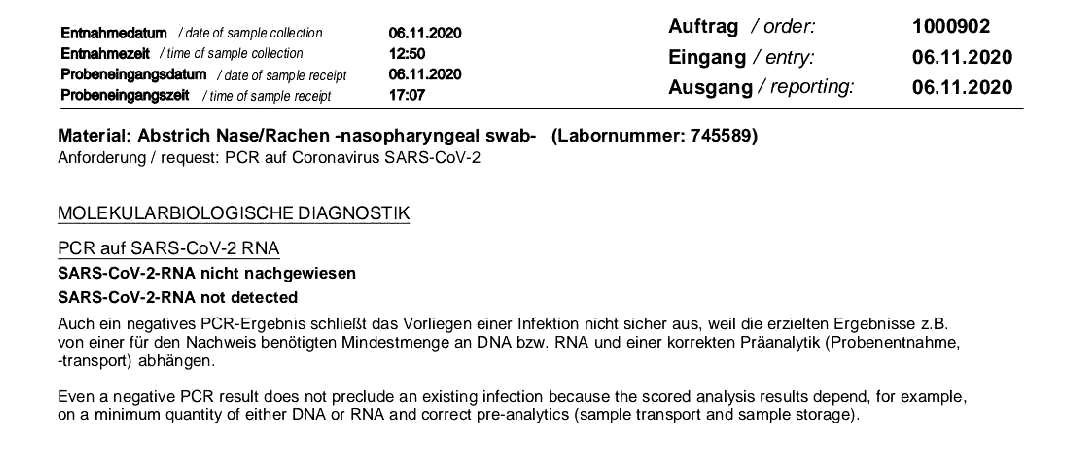 Entnahmedatum / date of sample collection 06.11.2020
Entnahmezeit / time of sample collection 12:50
Probeneingangsdatum / date of sample receipt 06.11.2020
Probeneingangszeit / time of sample receipt 17:07
Auftrag / order: 1000902
Eingang / entry: 06.11.2020
Ausgang / reporting: 06.11.2020
Material: Abstrich Nase/Rachen -nasopharyngeal swab- (Labornummer: 745589)
Anforderung / request: PCR auf Coronavirus SARS-CoV-2
MOLEKULARBIOLOGISCHE DIAGNOSTIK
PCR auf SARS-CoV-2 RNA
SARS-CoV-2-RNA nicht nachgewiesen
SARS-CoV-2-RNA not detected
Auch ein negatives PCR-Ergebnis schließt das Vorliegen einer Infektion nicht sicher aus, weil die erzielten Ergebnisse z.B.
von einer für den Nachweis benötigten Mindestmenge an DNA bzw. RNA und einer korrekten Präanalytik (Probenentnahme,
-transport) abhängen.
Even a negative PCR result does not preclude an existing infection because the scored analysis results depend, for example,
on a minimum quantity of either DNA or RNA and correct pre-analytics (sample transport and sample storage).